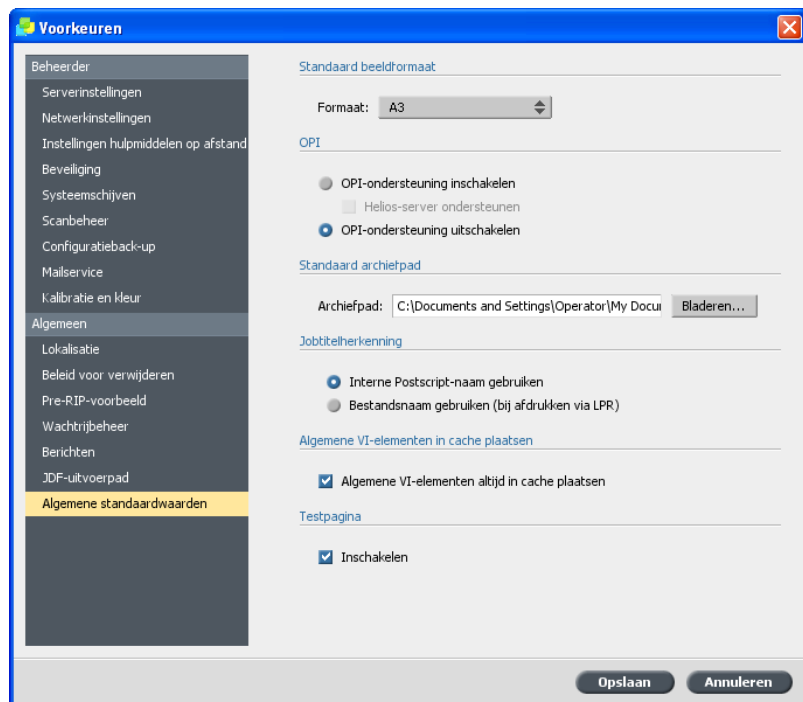 Voorkeuren
Beheerder
Serverinstellingen
Netwerkinstellingen
Instellingen hulpmiddelen op afstand
Beveiliging
Systeemschijven
Scanbeheer
Configuratieback-up
Mailservice
Kalibratie en kleur
Algemeen
Lokalisatie
Beleid voor verwijderen
Pre-RIP-voorbeeld
Wachtrijbeheer
Berichten
JDF-uitvoerpad
Algemene standaardwaarden
Standaard beeldformaat
Formaat: A3
OPI
OPI-ondersteuning inschakelen
Helios-server ondersteunen
OPI-ondersteuning uitschakelen
Standaard archiefpad
Archiefpad: C:\Documents and Settings\Operator\My Docu Bladeren...
Jobtitelherkenning
Interne Postscript-naam gebruiken
Bestandsnaam gebruiken (bij afdrukken via LPR)
Algemene VI-elementen in cache plaatsen
Algemene VI-elementen altijd in cache plaatsen
Testpagina
Inschakelen
Opslaan Annuleren